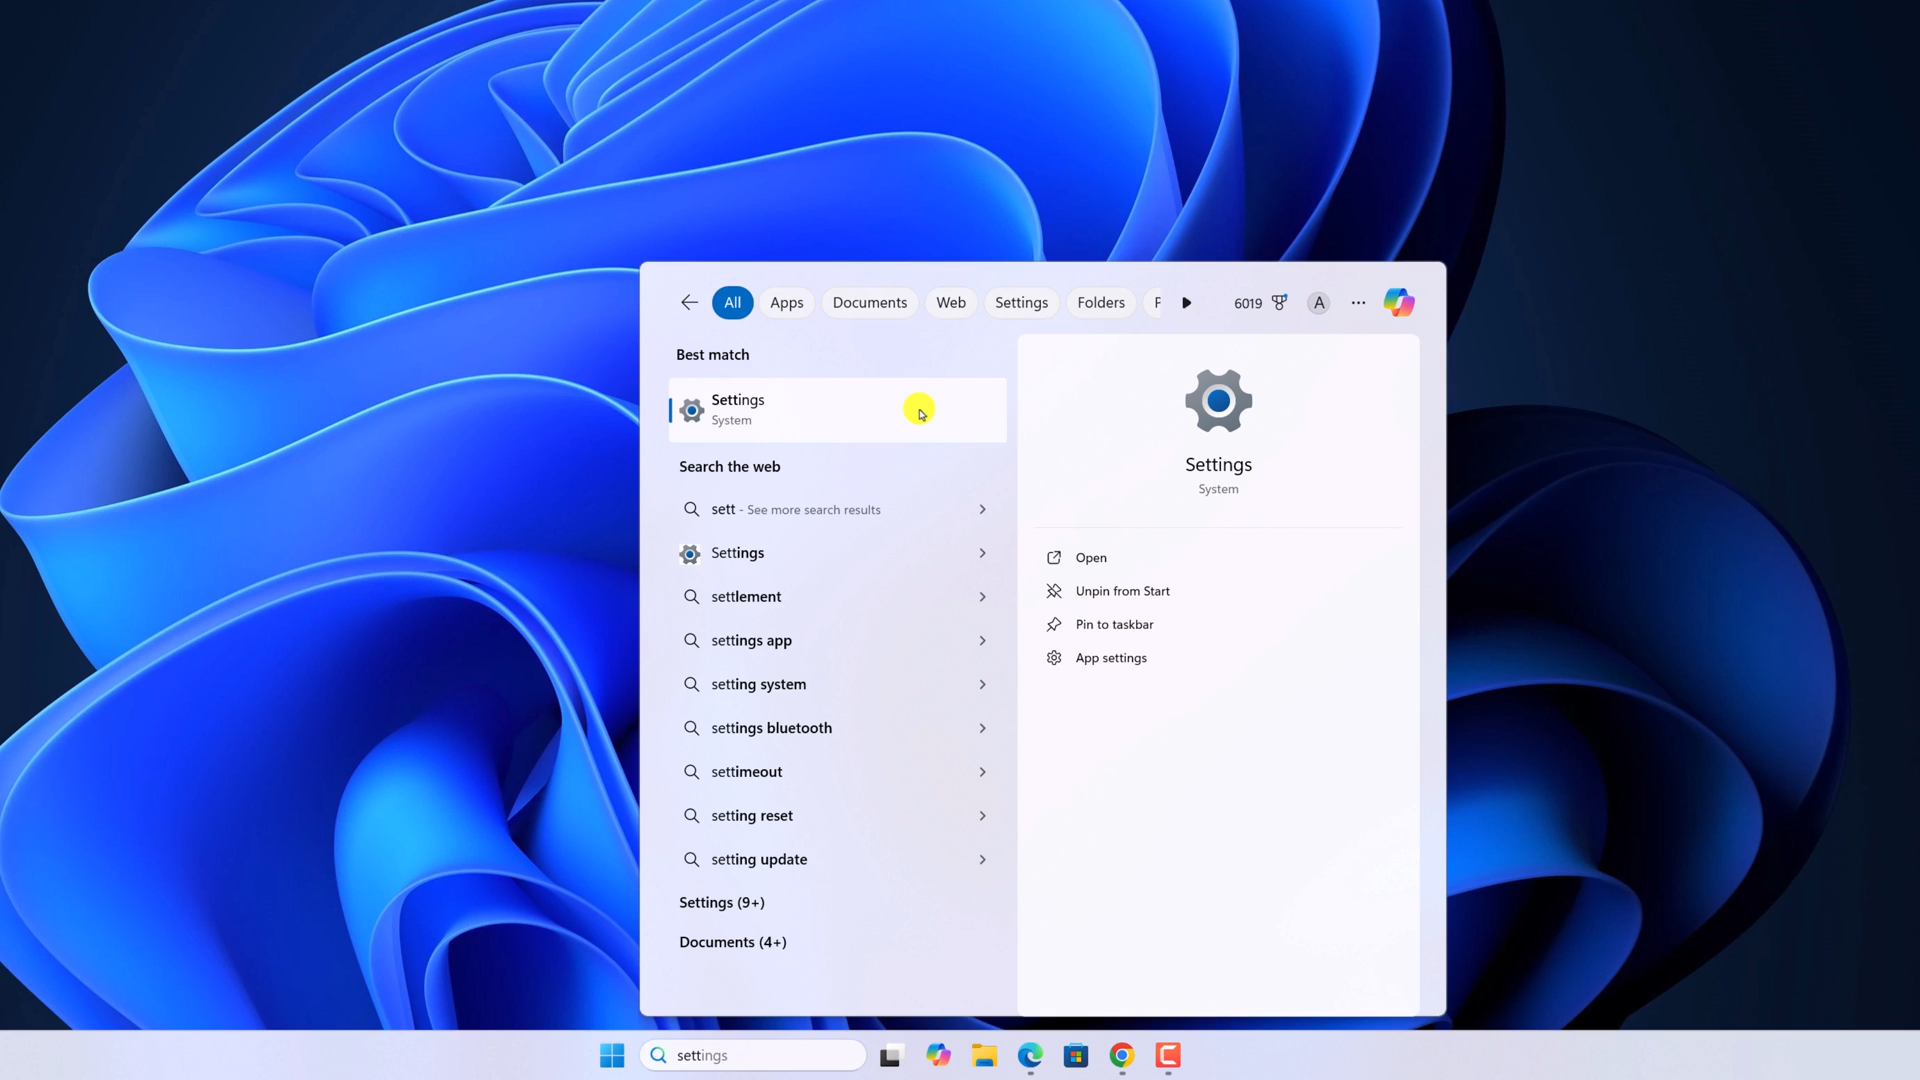 All Apps Documents Web Settings Folders 6019 A
Best match
Settings
System
Search the web
sett - See more search results
Settings
settlement
settings app
setting system
settings bluetooth
settimeout
setting reset
setting update
Settings (9+)
Documents (4+)
Settings
System
Open
Unpin from Start
Pin to taskbar
App settings
settings